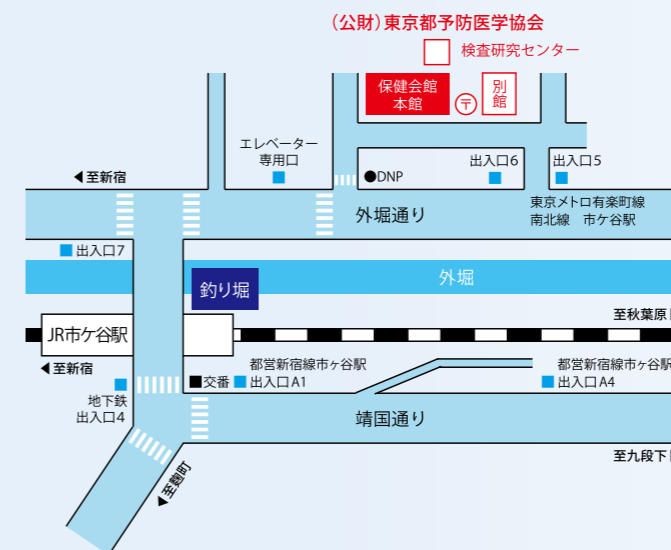 (公財)東京都予防医学協会
検査研究センター
保健会館
本館
〒
別
館
エレベーター
専用口
◀至新宿
●DNP
出入口6
出入口5
東京メトロ有楽町線
南北線 市ケ谷駅
外堀通り
出入口7
釣り堀
外堀
至秋葉原
JR市ケ谷駅
◀至新宿
地下鉄
出入口4
■交番
都営新宿線市ヶ谷駅
出入口A1
都営新宿線市ヶ谷駅
出入口A4
靖国通り
至九段下
◀至麹町